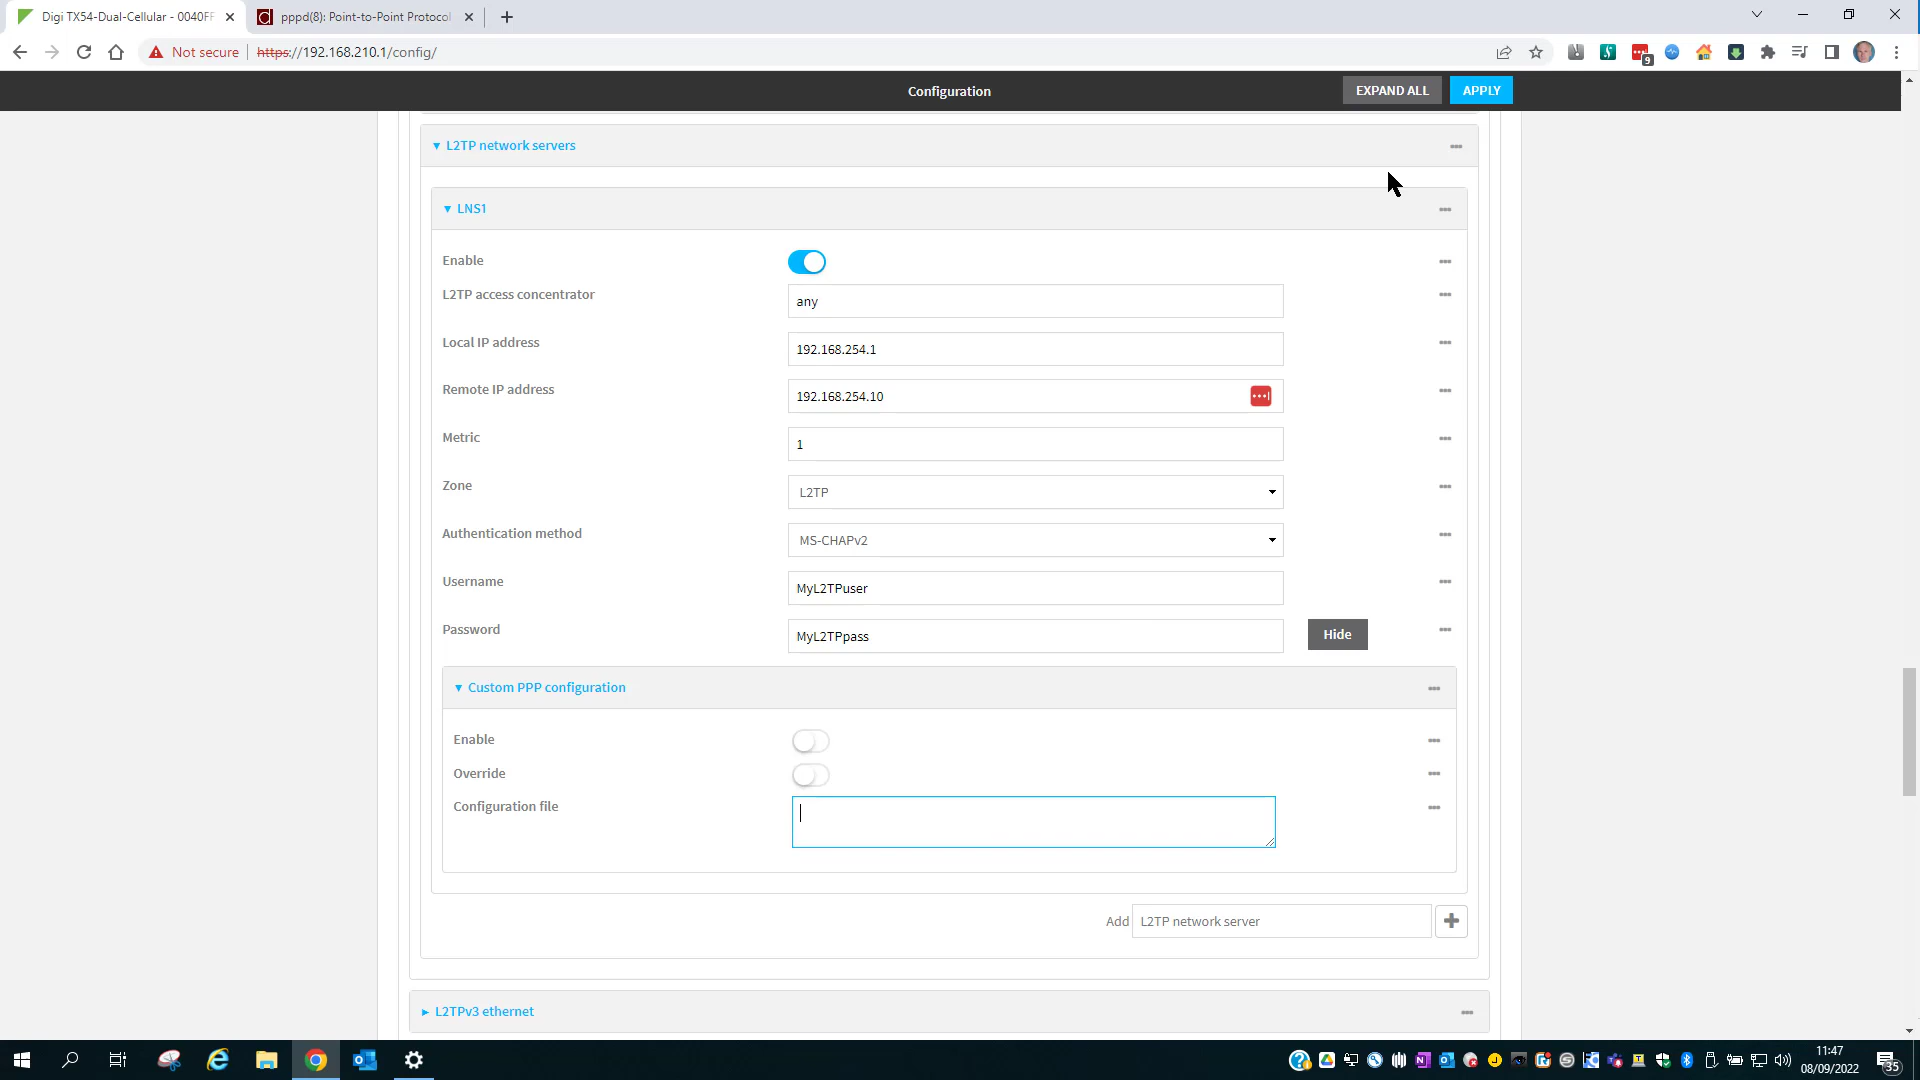 Digi TX54-Dual-Cellular - 0040FF
pppd(8): Point-to-Point Protocol
Not secure
https://192.168.210.1/config/
9
Configuration
EXPAND ALL
APPLY
L2TP network servers
LNS1
Enable
L2TP access concentrator
any
Local IP address
192.168.254.1
Remote IP address
192.168.254.10
Metric
1
Zone
L2TP
Authentication method
MS-CHAPv2
Username
MyL2TPuser
Password
MyL2TPpass
Hide
Custom PPP configuration
Enable
Override
Configuration file
Add
L2TP network server
L2TPv3 ethernet
11:47
08/09/2022
35